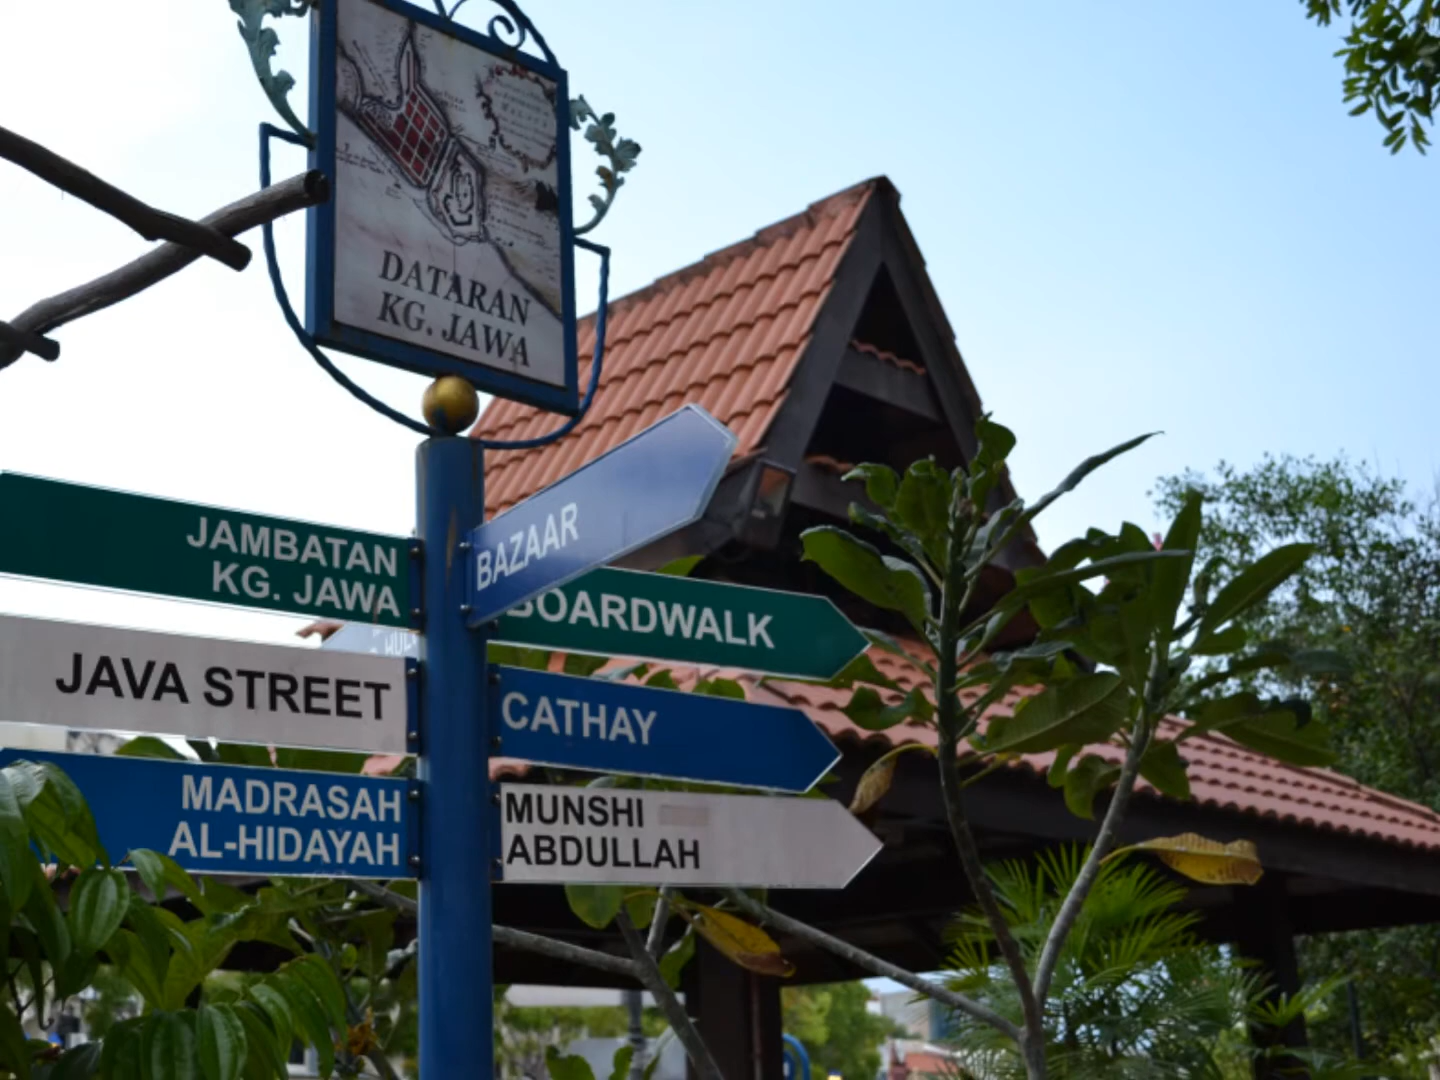 DATARAN
KG. JAWA
JAMBATAN
KG. JAWA
BAZAAR
BOARDWALK
JAVA STREET
CATHAY
MADRASAH
AL-HIDAYAH
MUNSHI
ABDULLAH